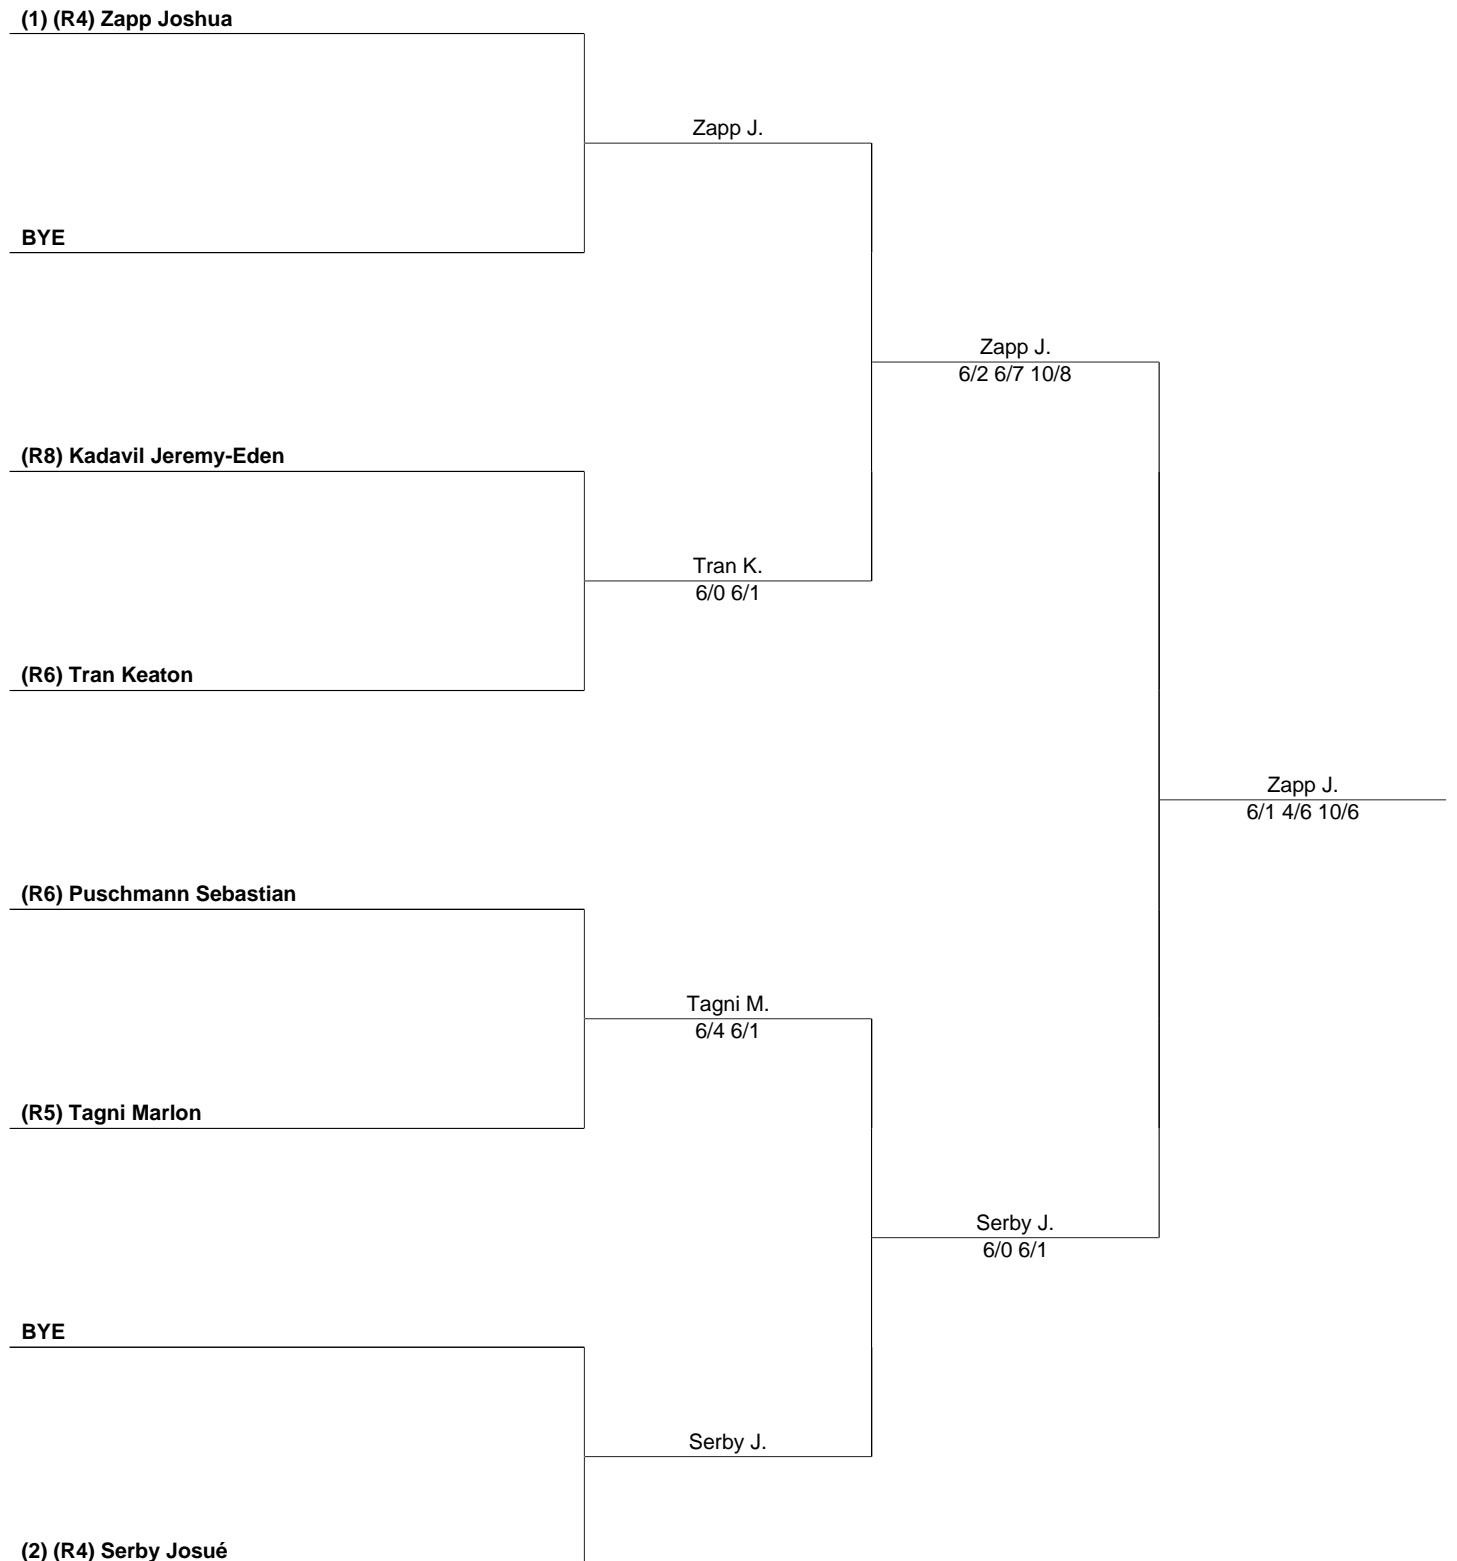 (1) (R4) Zapp Joshua
Zapp J.
BYE
Zapp J.
6/2 6/7 10/8
(R8) Kadavil Jeremy-Eden
Tran K.
6/0 6/1
(R6) Tran Keaton
Zapp J.
6/1 4/6 10/6
(R6) Puschmann Sebastian
Tagni M.
6/4 6/1
(R5) Tagni Marlon
Serby J.
6/0 6/1
BYE
Serby J.
(2) (R4) Serby Josué